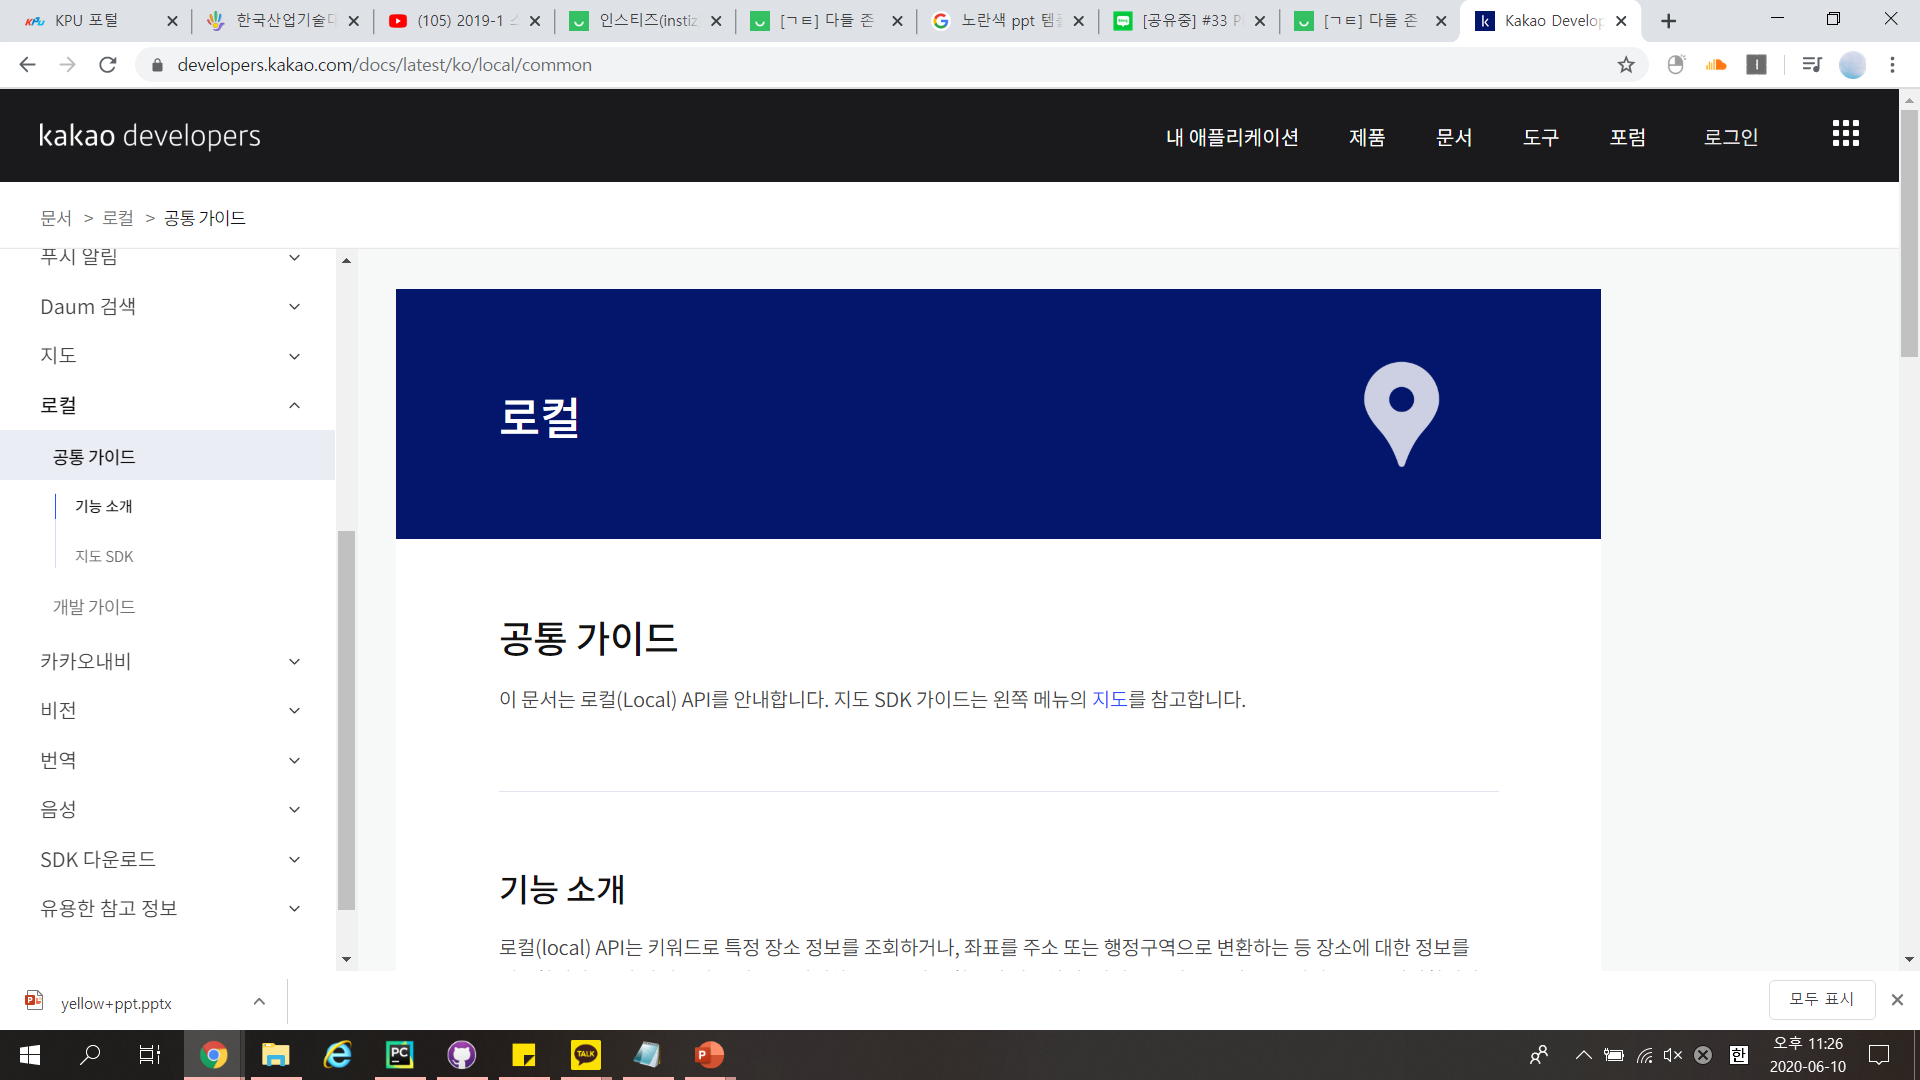 KPU 포털
한국산업기술대
(105) 2019-1
인스티즈(instiz
[ㄱㅌ] 다들 존
노란색 ppt 템플
[공유중] #33 P
[ㄱㅌ] 다들 존
Kakao Develop
developers.kakao.com/docs/latest/ko/local/common
kakao developers
내 애플리케이션
제품
문서
도구
포럼
로그인
문서 > 로컬 > 공통 가이드
푸시 알림
Daum 검색
지도
로컬
공통 가이드
기능 소개
지도 SDK
개발 가이드
카카오내비
비전
번역
음성
SDK 다운로드
유용한 참고 정보
로컬
공통 가이드
이 문서는 로컬(Local) API를 안내합니다. 지도 SDK 가이드는 왼쪽 메뉴의 지도를 참고합니다.
기능 소개
로컬(local) API는 키워드로 특정 장소 정보를 조회하거나, 좌표를 주소 또는 행정구역으로 변환하는 등 장소에 대한 정보를
yellow+ppt.pptx
모두 표시
한
오후 11:26
2020-06-10